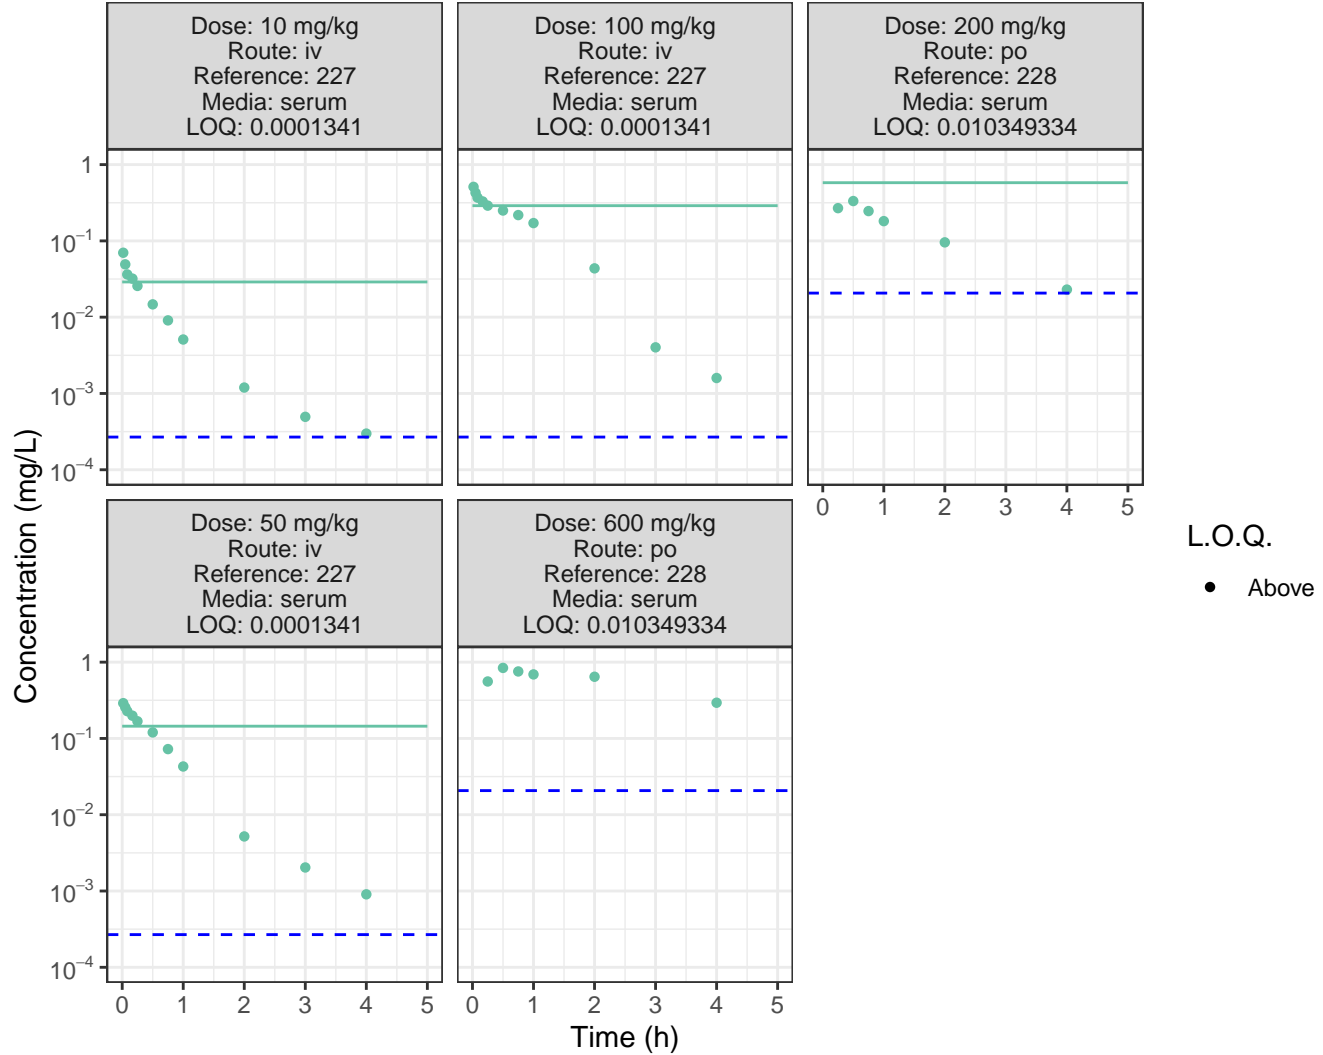 Dose: 10 mg/kg
Route: iv
Reference: 227
Media: serum
LOQ: 0.0001341
Dose: 100 mg/kg
Route: iv
Reference: 227
Media: serum
LOQ: 0.0001341
Dose: 200 mg/kg
Route: po
Reference: 228
Media: serum
LOQ: 0.010349334
1
10⁻¹
10⁻²
10⁻³
10⁻⁴
0 1 2 3 4 5
Dose: 50 mg/kg
Route: iv
Reference: 227
Media: serum
LOQ: 0.0001341
Dose: 600 mg/kg
Route: po
Reference: 228
Media: serum
LOQ: 0.010349334
1
10⁻¹
10⁻²
10⁻³
10⁻⁴
0 1 2 3 4 5
0 1 2 3 4 5
Time (h)
Concentration (mg/L)
L.O.Q.
Above